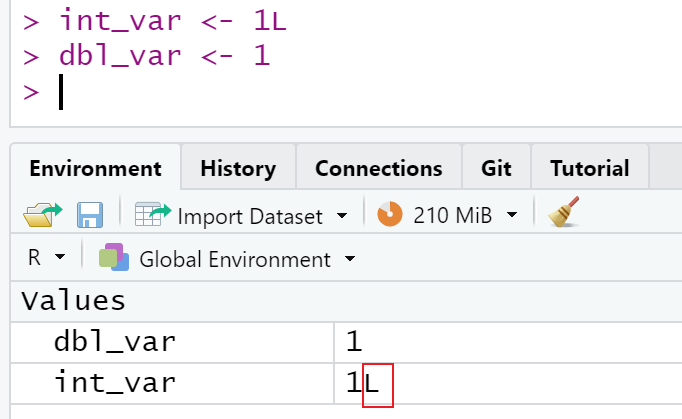 > int_var <- 1L
> dbl_var <- 1
>
Environment History Connections Git Tutorial
Import Dataset 210 MiB
R Global Environment
Values
dbl_var 1
int_var 1L